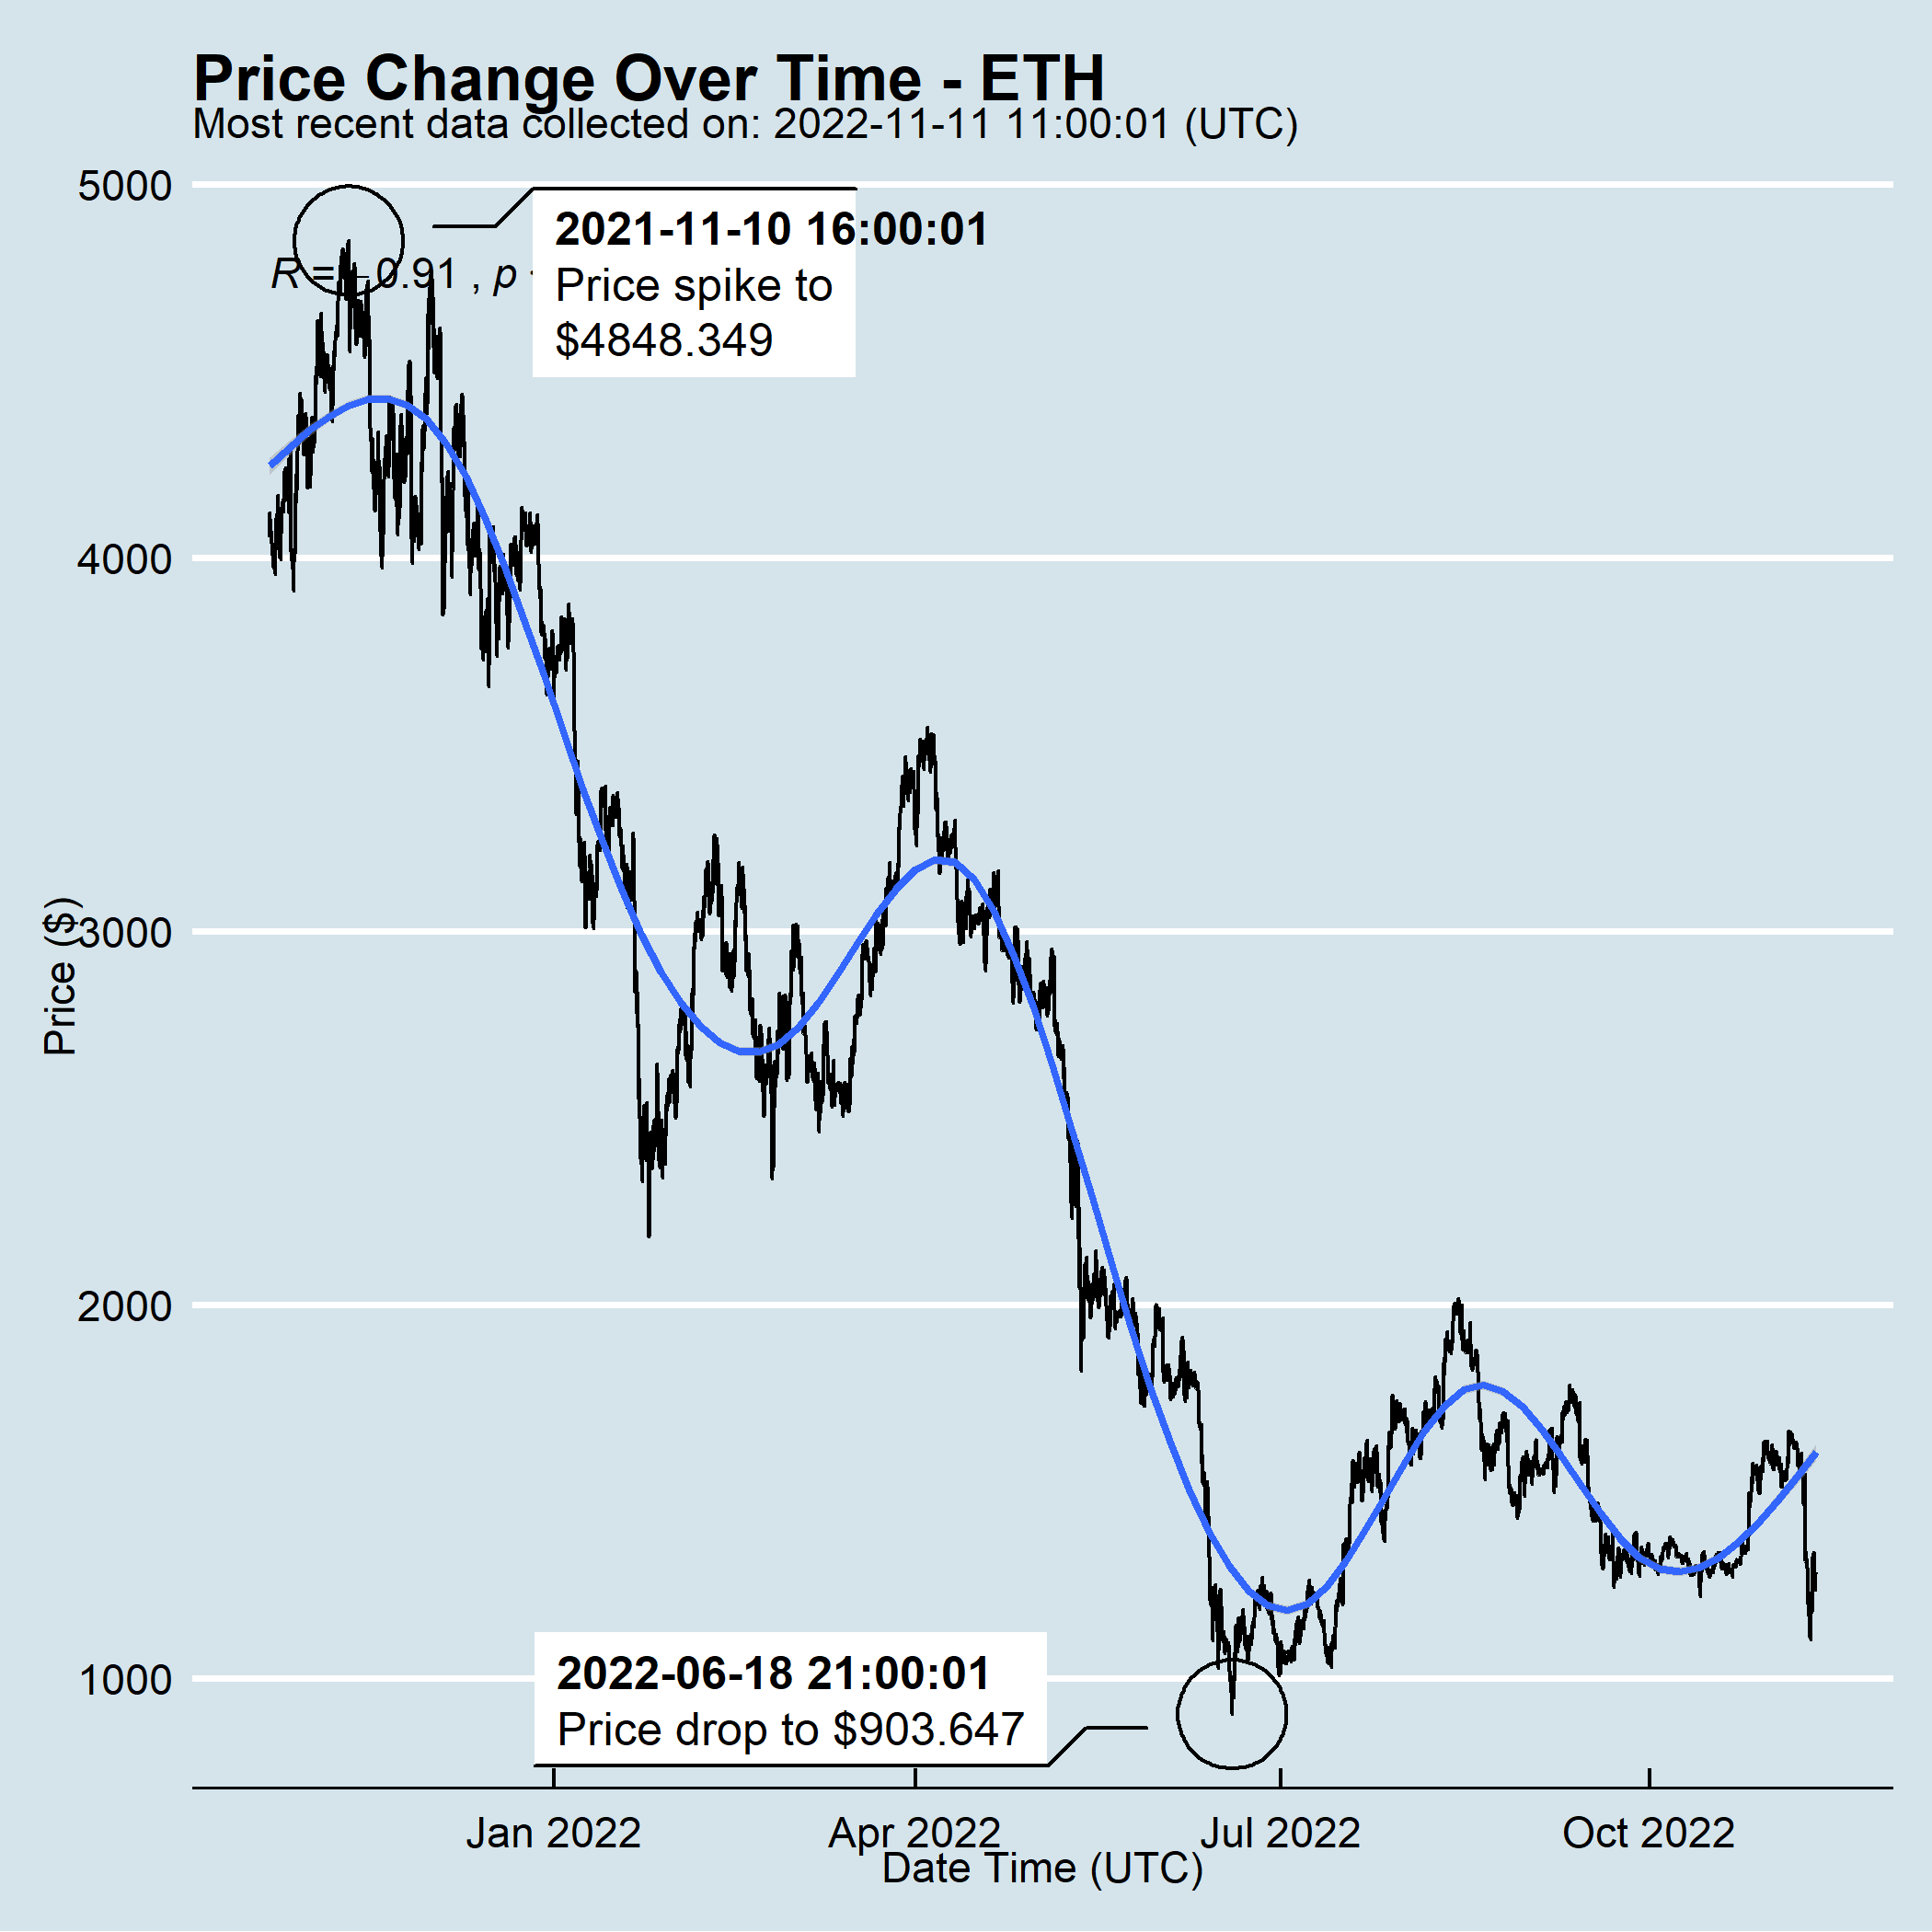 Price Change Over Time - ETH
Most recent data collected on: 2022-11-11 11:00:01 (UTC)
5000
2021-11-10 16:00:01
R = − 0.91 , p
Price spike to
$4848.349
4000
3000
Price ($)
2000
1000
2022-06-18 21:00:01
Price drop to $903.647
Jan 2022
Apr 2022
Jul 2022
Oct 2022
Date Time (UTC)